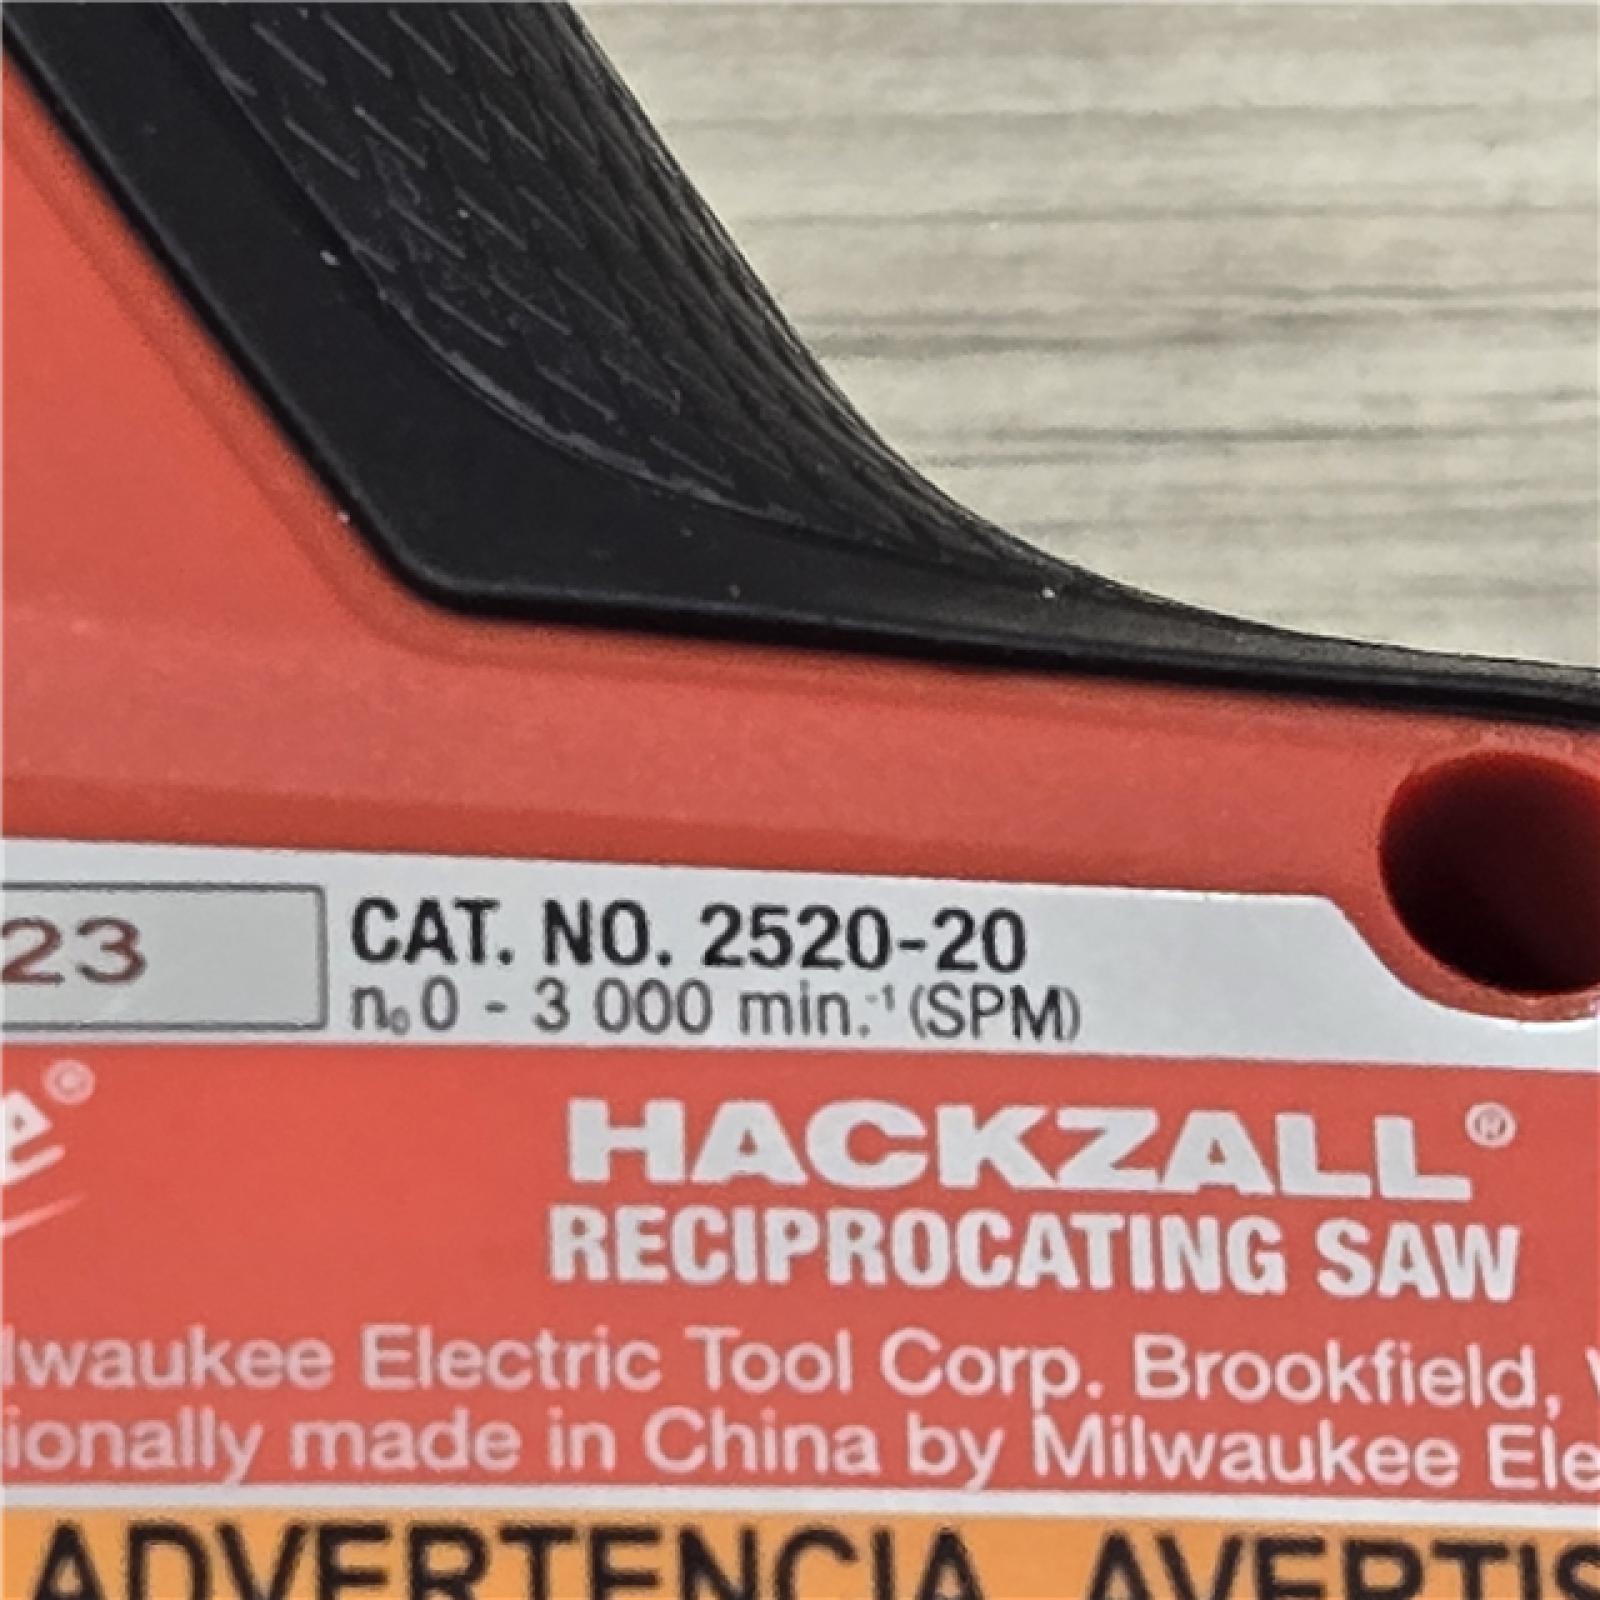 23
CAT. NO. 2520-20
n₀ 0 - 3 000 min.⁻¹ (SPM)
HACKZALL®
RECIPROCATING SAW
lwaukee Electric Tool Corp. Brookfield,
ionally made in China by Milwaukee Ele
ADVERTENCIA AVERTIS